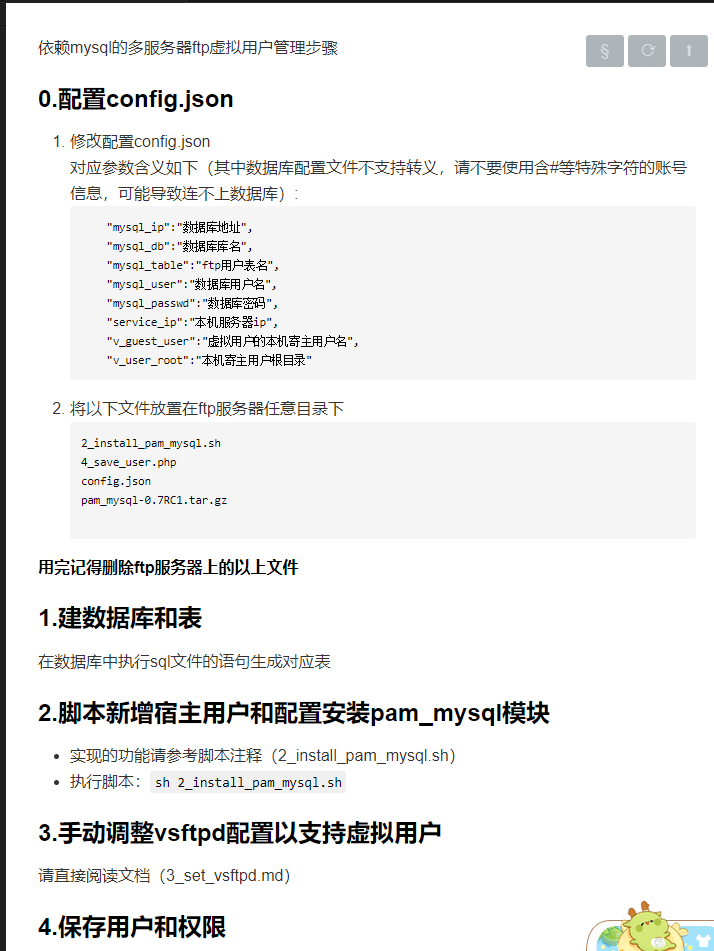 依赖mysql的多服务器ftp虚拟用户管理步骤
0.配置config.json
1. 修改配置config.json
对应参数含义如下（其中数据库配置文件不支持转义，请不要使用含#等特殊字符的账号
信息，可能导致连不上数据库）:
"mysql_ip":"数据库地址",
"mysql_db":"数据库库名",
"mysql_table":"ftp用户表名",
"mysql_user":"数据库用户名",
"mysql_passwd":"数据库密码",
"service_ip":"本机服务器ip",
"v_guest_user":"虚拟用户的本机寄主用户名",
"v_user_root":"本机寄主用户根目录"
2. 将以下文件放置在ftp服务器任意目录下
2_install_pam_mysql.sh
4_save_user.php
config.json
pam_mysql-0.7RC1.tar.gz
用完记得删除ftp服务器上的以上文件
1.建数据库和表
在数据库中执行sql文件的语句生成对应表
2.脚本新增宿主用户和配置安装pam_mysql模块
• 实现的功能请参考脚本注释（2_install_pam_mysql.sh）
• 执行脚本： sh 2_install_pam_mysql.sh
3.手动调整vsftpd配置以支持虚拟用户
请直接阅读文档（3_set_vsftpd.md）
4.保存用户和权限